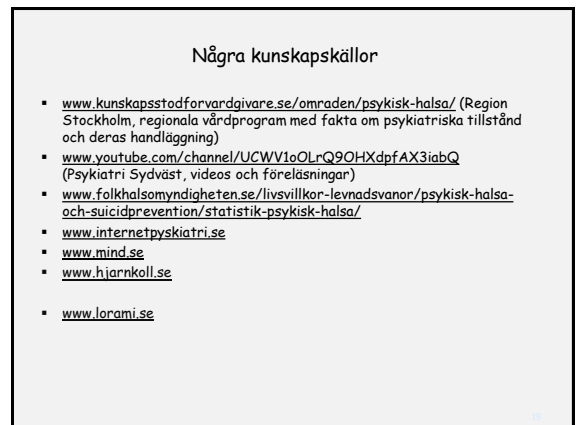 Några kunskapskällor
▪ www.kunskapsstodforvardgivare.se/omraden/psykisk-halsa/ (Region
Stockholm, regionala vårdprogram med fakta om psykiatriska tillstånd
och deras handläggning)
▪ www.youtube.com/channel/UCWV1oOLrQ9OHXdpfAX3iabQ
(Psykiatri Sydväst, videos och föreläsningar)
▪ www.folkhalsomyndigheten.se/livsvillkor-levnadsvanor/psykisk-halsa-
och-suicidprevention/statistik-psykisk-halsa/
▪ www.internetpyskiatri.se
▪ www.mind.se
▪ www.hjarnkoll.se
▪ www.lorami.se